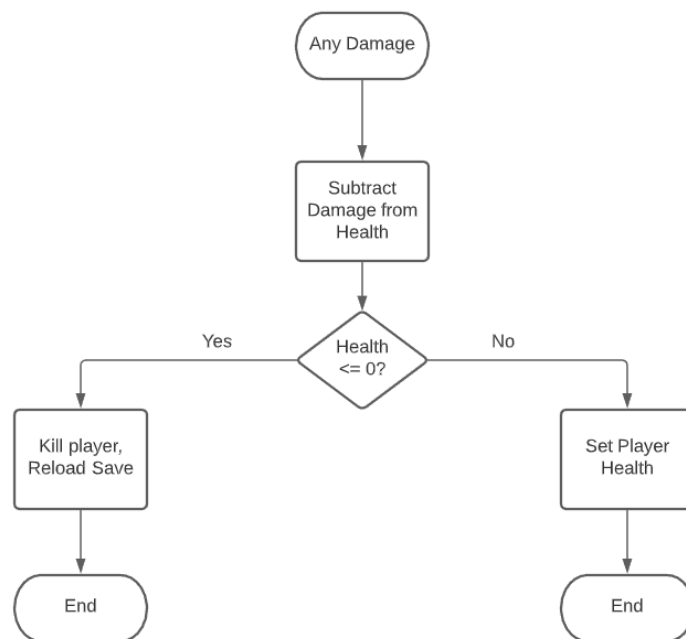 Any Damage
Subtract
Damage from
Health
Health
<= 0?
Yes
No
Kill player,
Reload Save
Set Player
Health
End
End